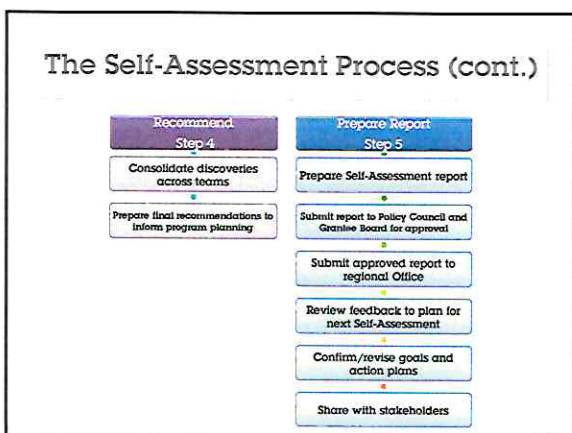 The Self-Assessment Process (cont.)
Recommend
Step 4
Consolidate discoveries
across teams
Prepare final recommendations to
inform program planning
Prepare Report
Step 5
Prepare Self-Assessment report
Submit report to Policy Council and
Grantee Board for approval
Submit approved report to
regional Office
Review feedback to plan for
next Self-Assessment
Confirm/revise goals and
action plans
Share with stakeholders